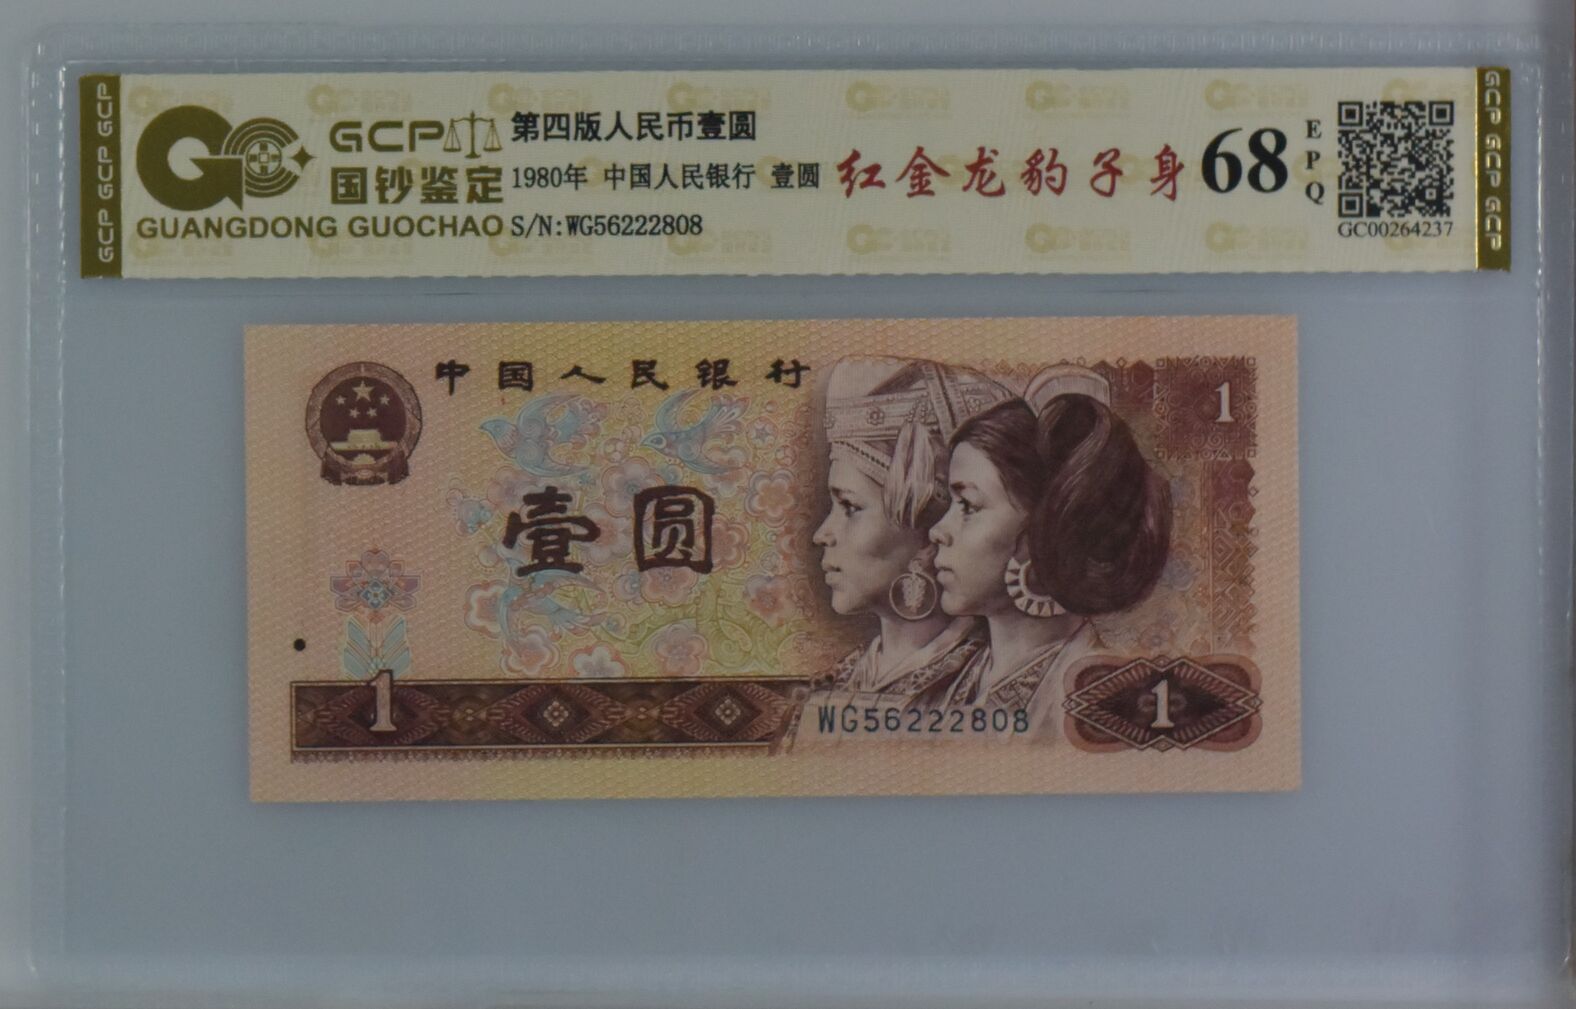 GCP GCP GCP
GCP 第四版人民币壹圆
国钞鉴定 1980年 中国人民银行 壹圆 红金龙豹子身 68 EPQ
GUANGDONG GUOCHAO S/N:WG56222808
GC00264237
GCP GCP GCP
中国人民银行
1
壹圆
1
WG56222808
1